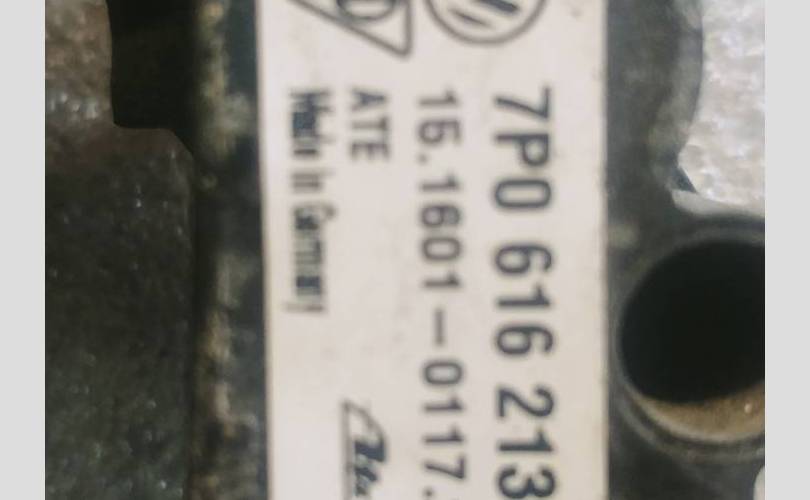 7P0 616 213
15.1601-0117.
ATE
Made in Germany